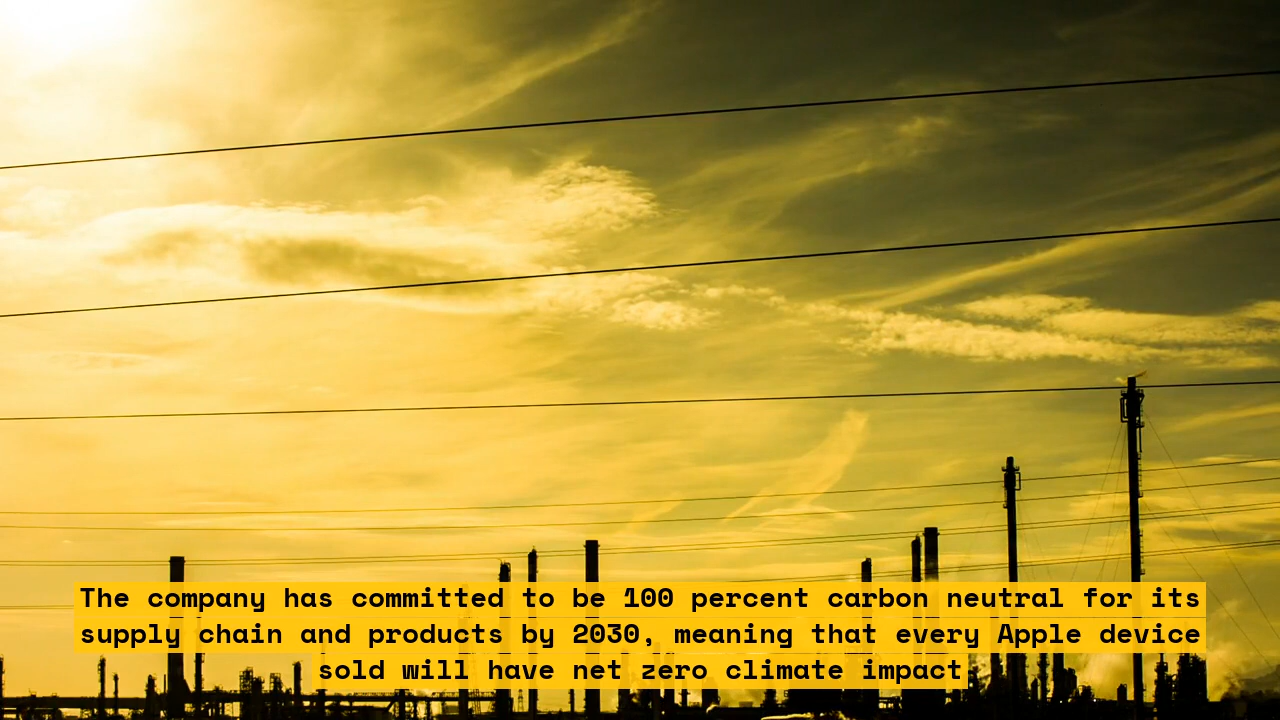 The company has committed to be 100 percent carbon neutral for its
supply chain and products by 2030, meaning that every Apple device
sold will have net zero climate impact